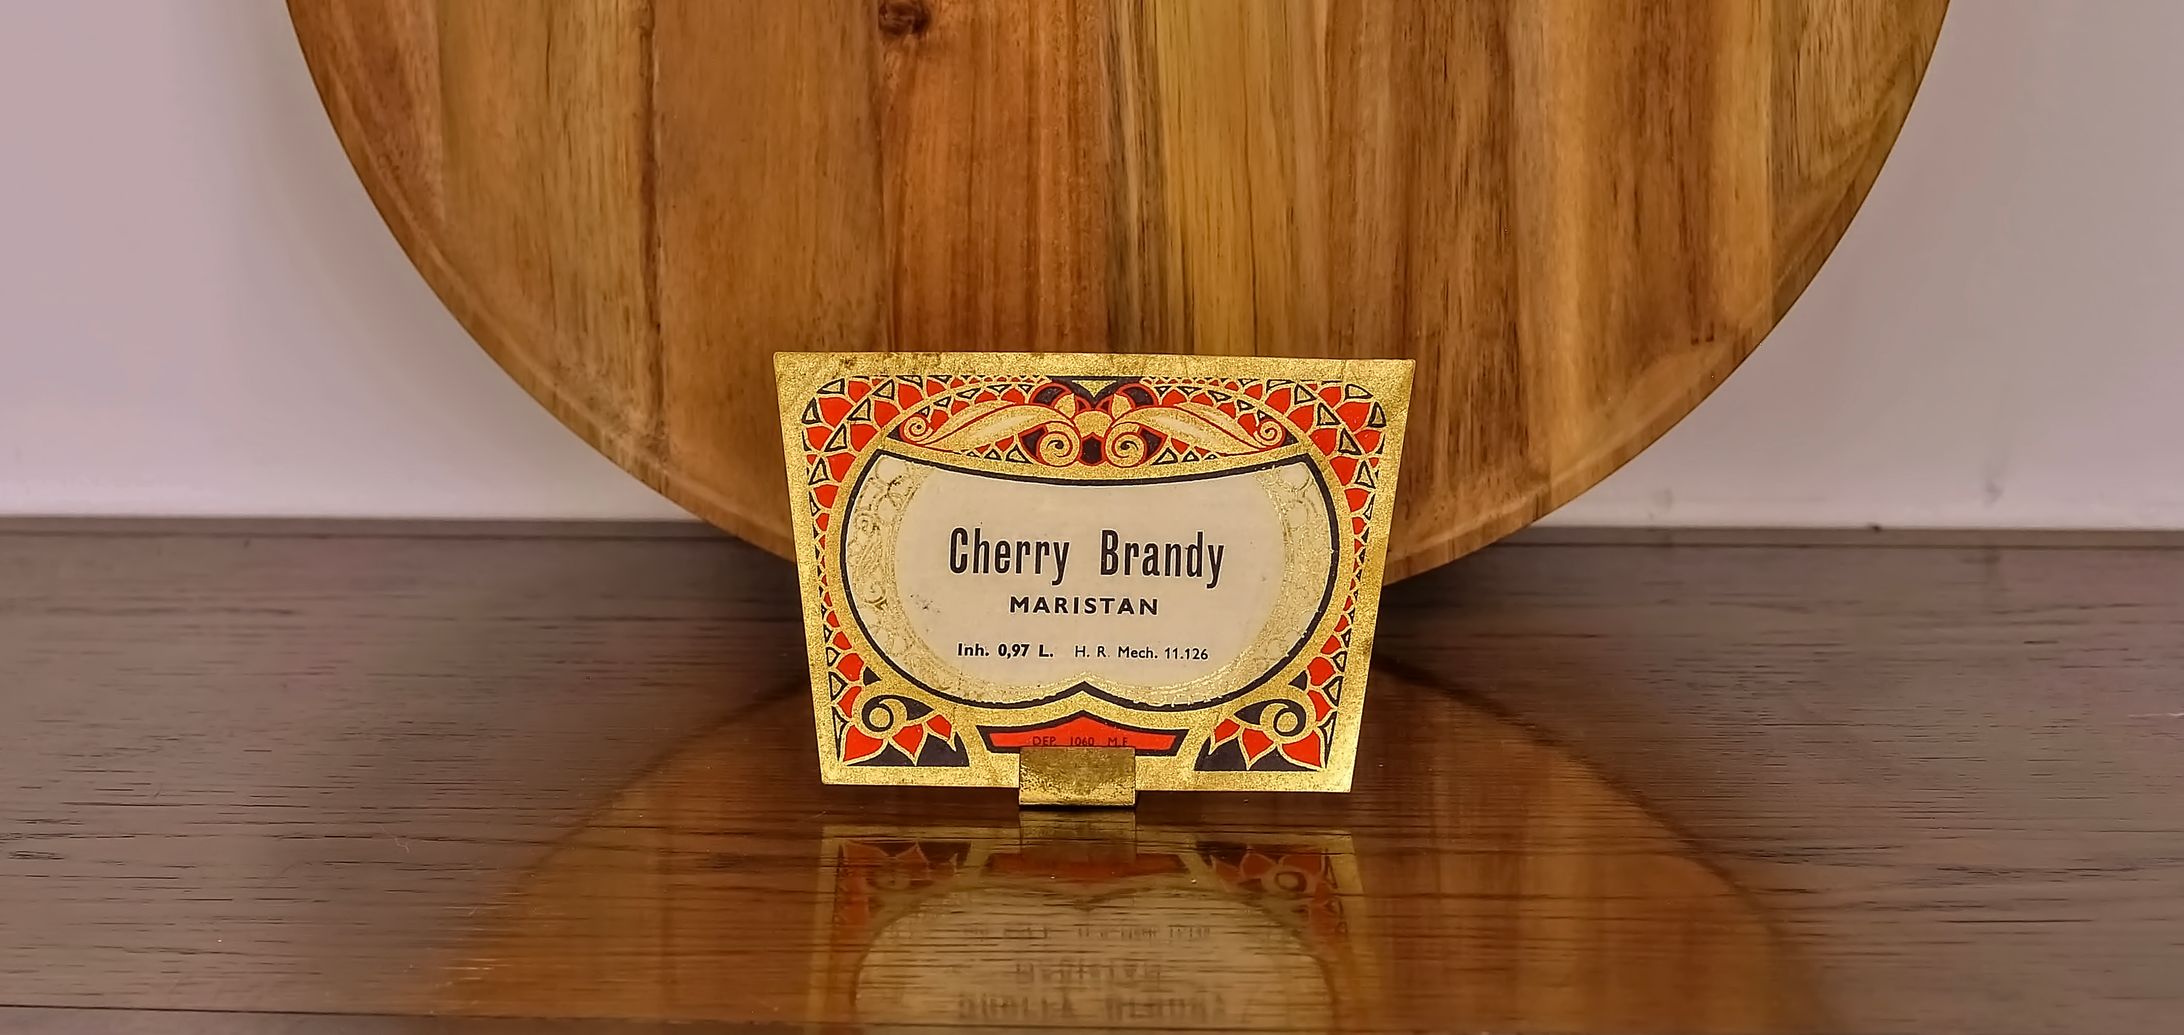 Cherry Brandy
MARISTAN
Inh. 0,97 L. H. R. Mech. 11.126
DEP. 1060 M.F.